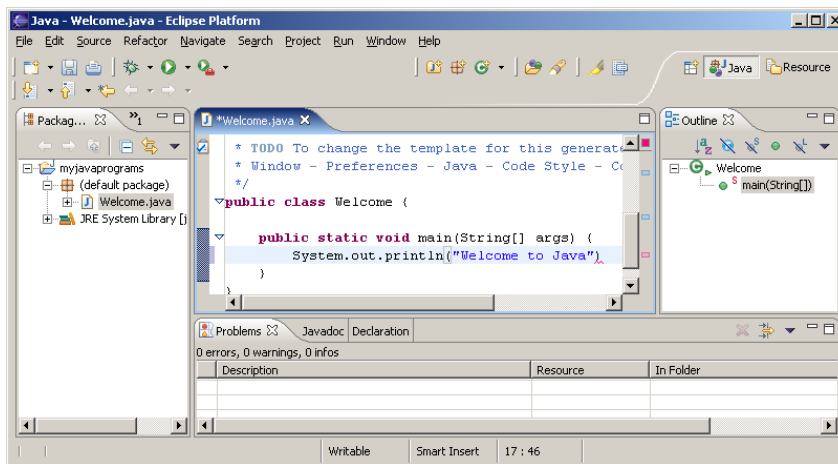 Java - Welcome.java - Eclipse Platform
File Edit Source Refactor Navigate Search Project Run Window Help
Java Resource
Packag... »1
*Welcome.java
Outline
myjavaprograms
(default package)
Welcome.java
JRE System Library [j
* TODO To change the template for this generate
* Window - Preferences - Java - Code Style - Co
*/
public class Welcome {
public static void main(String[] args) {
System.out.println("Welcome to Java")
}
}
Welcome
main(String[])
Problems Javadoc Declaration
0 errors, 0 warnings, 0 infos
Description Resource In Folder
Writable Smart Insert 17 : 46